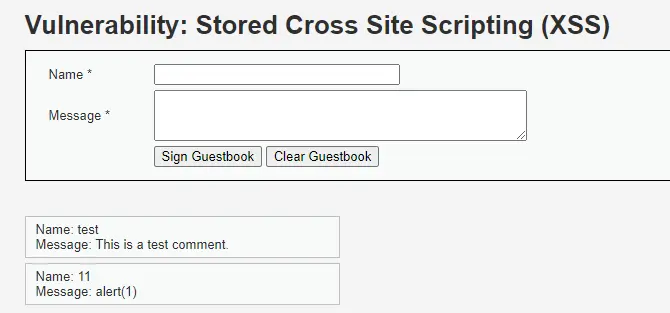 Vulnerability: Stored Cross Site Scripting (XSS)
Name *
Message *
Sign Guestbook Clear Guestbook
Name: test
Message: This is a test comment.
Name: 11
Message: alert(1)